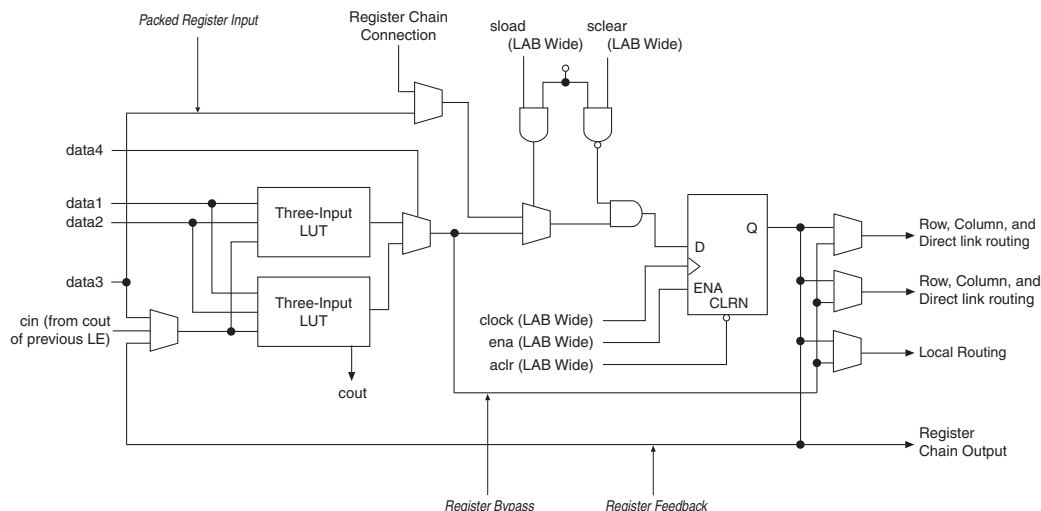 Packed Register Input
Register Chain
Connection
sload
(LAB Wide)
sclear
(LAB Wide)
data4
data1
data2
Three-Input
LUT
data3
Three-Input
LUT
cin (from cout
of previous LE)
cout
Q
D
ENA
CLRN
clock (LAB Wide)
ena (LAB Wide)
aclr (LAB Wide)
Row, Column, and
Direct link routing
Row, Column, and
Direct link routing
Local Routing
Register
Chain Output
Register Bypass
Register Feedback